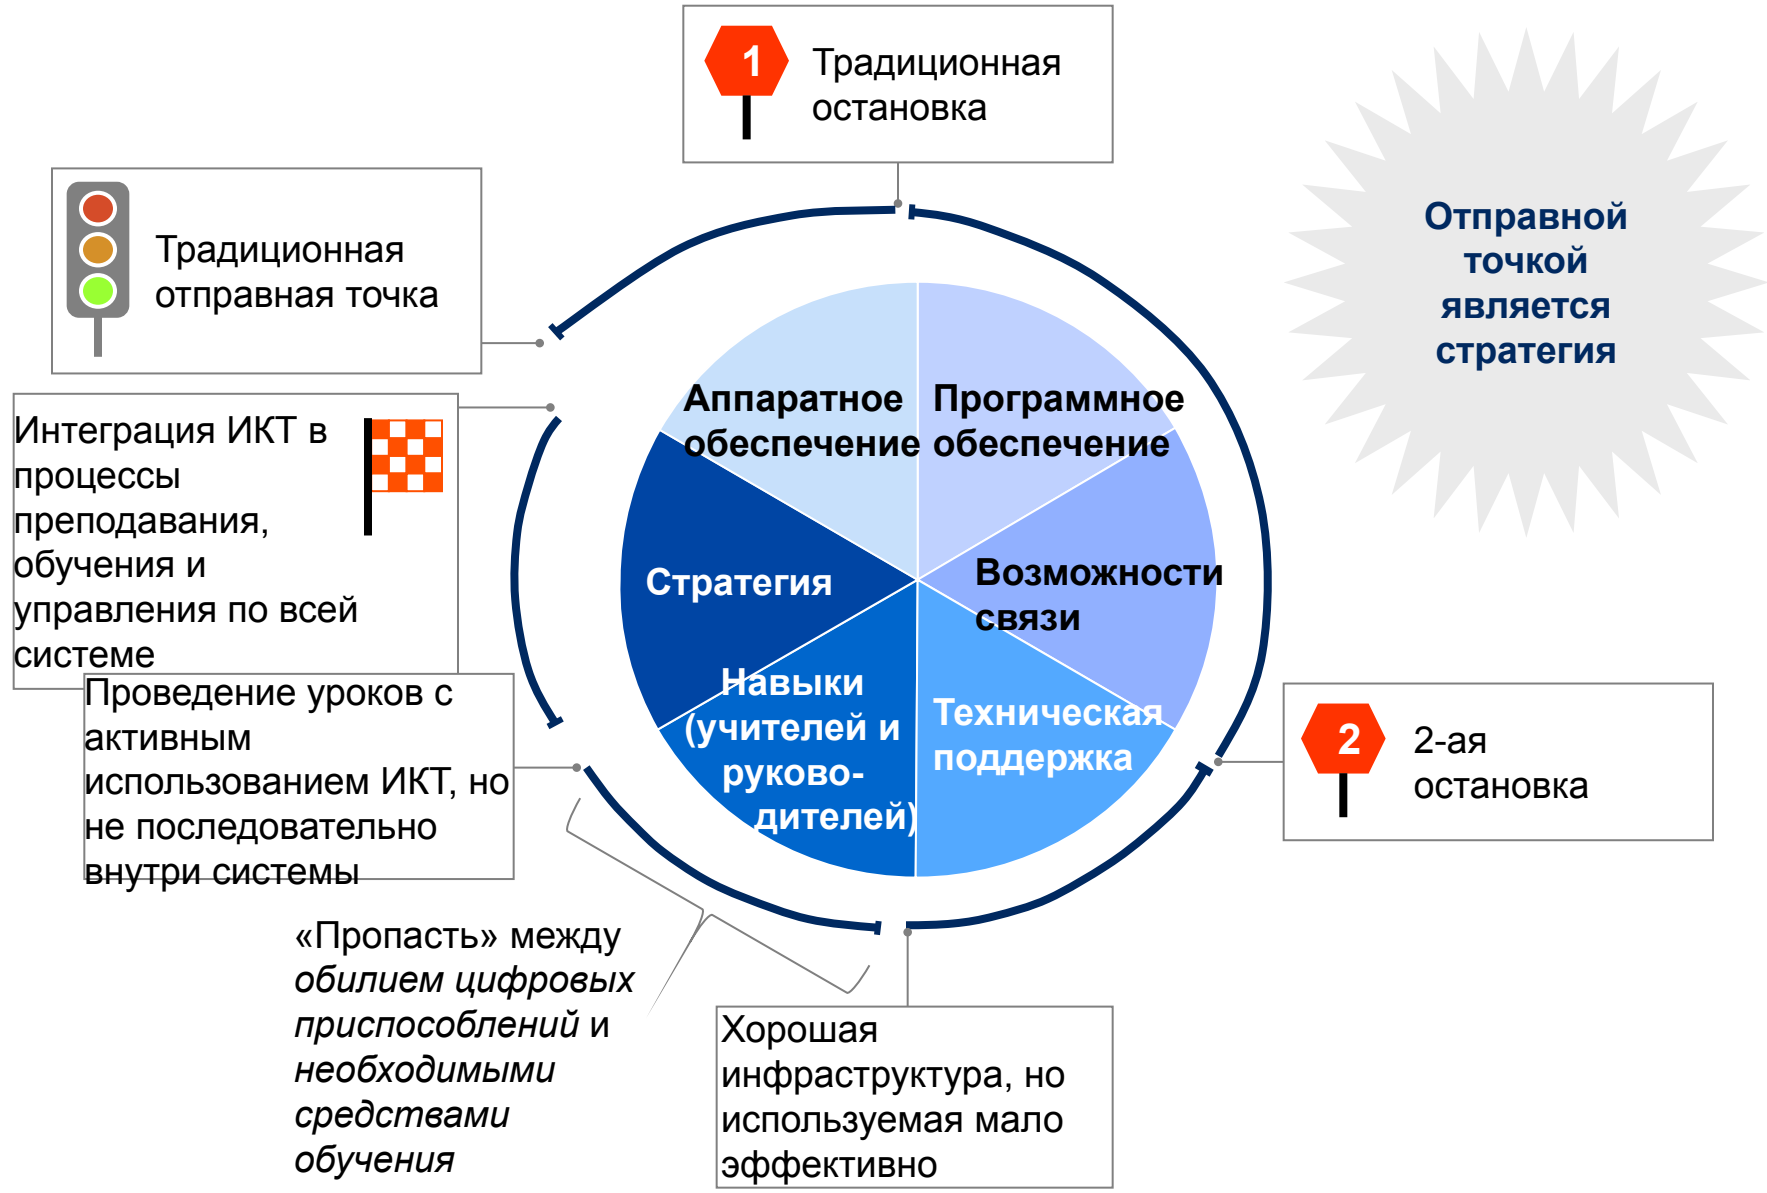 1
Традиционная
остановка
Традиционная
отправная точка
Отправной
точкой
является
стратегия
Интеграция ИКТ в
процессы
преподавания,
обучения и
управления по всей
системе
Аппаратное
обеспечение
Программное
обеспечение
Стратегия
Возможности
связи
Навыки
(учителей и
руково-
дителей)
Техническая
поддержка
Проведение уроков с
активным
использованием ИКТ, но
не последовательно
внутри системы
2
2-ая
остановка
«Пропасть» между
обилием цифровых
приспособлений и
необходимыми
средствами
обучения
Хорошая
инфраструктура, но
используемая мало
эффективно